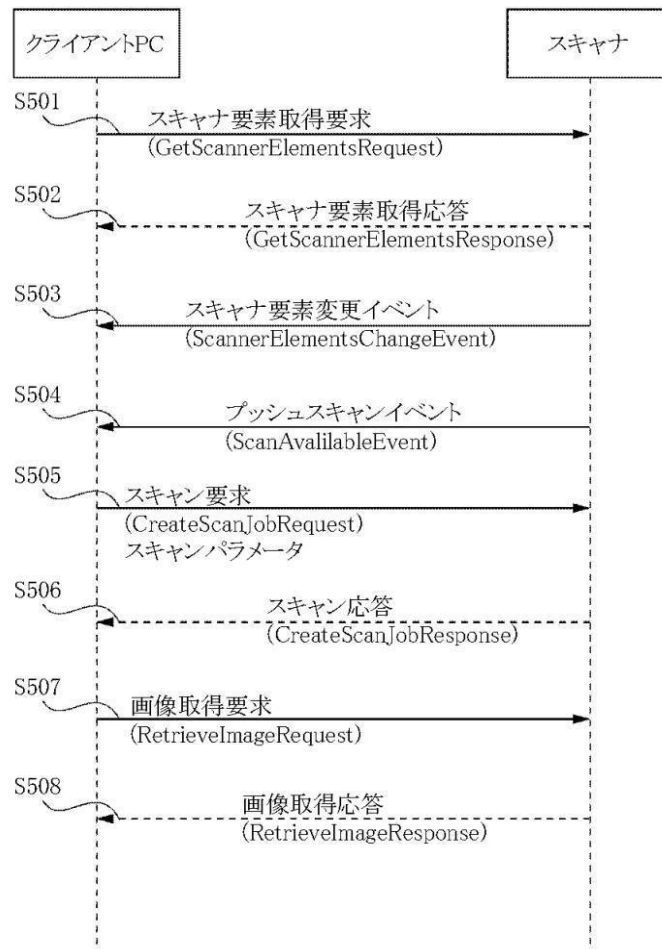 クライアントPC
スキャナ
S501
スキャナ要素取得要求
(GetScannerElementsRequest)
S502
スキャナ要素取得応答
(GetScannerElementsResponse)
S503
スキャナ要素変更イベント
(ScannerElementsChangeEvent)
S504
プッシュスキャンイベント
(ScanAvalilableEvent)
S505
スキャン要求
(CreateScanJobRequest)
スキャンパラメータ
S506
スキャン応答
(CreateScanJobResponse)
S507
画像取得要求
(RetrieveImageRequest)
S508
画像取得応答
(RetrieveImageResponse)